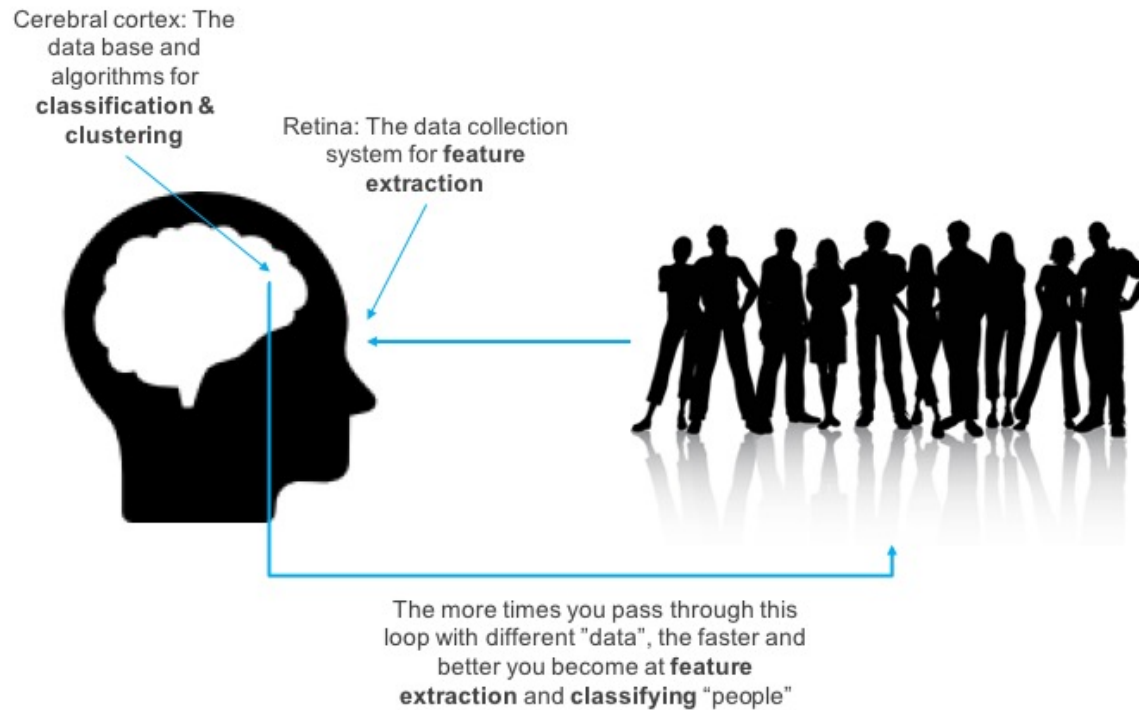 Cerebral cortex: The
data base and
algorithms for
classification &
clustering
Retina: The data collection
system for feature
extraction
The more times you pass through this
loop with different ”data”, the faster and
better you become at feature
extraction and classifying “people”